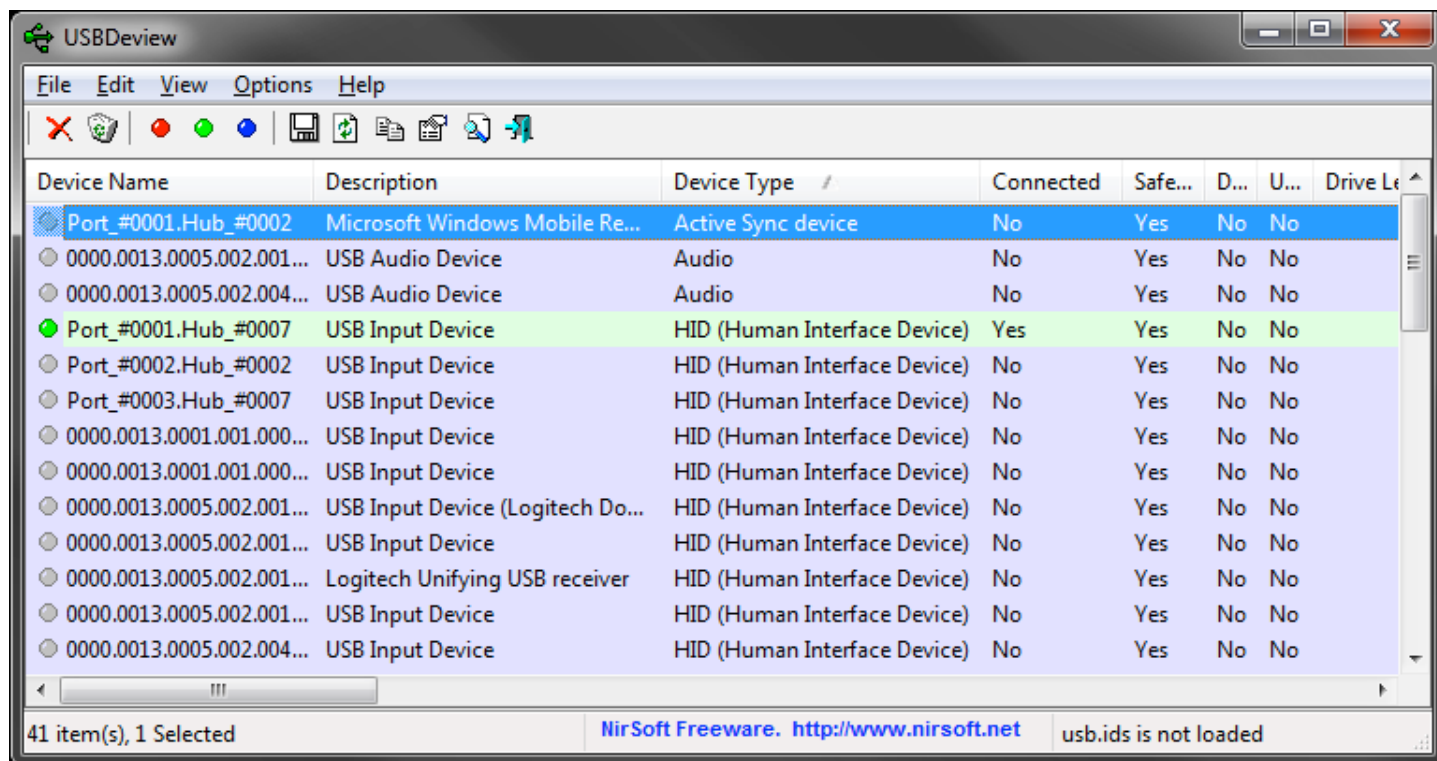 USBDeview
File Edit View Options Help
Device Name Description Device Type Connected Safe... D... U... Drive Le
Port_#0001.Hub_#0002 Microsoft Windows Mobile Re... Active Sync device No Yes No No
0000.0013.0005.002.001... USB Audio Device Audio No Yes No No
0000.0013.0005.002.004... USB Audio Device Audio No Yes No No
Port_#0001.Hub_#0007 USB Input Device HID (Human Interface Device) Yes Yes No No
Port_#0002.Hub_#0002 USB Input Device HID (Human Interface Device) No Yes No No
Port_#0003.Hub_#0007 USB Input Device HID (Human Interface Device) No Yes No No
0000.0013.0001.001.000... USB Input Device HID (Human Interface Device) No Yes No No
0000.0013.0001.001.000... USB Input Device HID (Human Interface Device) No Yes No No
0000.0013.0005.002.001... USB Input Device (Logitech Do... HID (Human Interface Device) No Yes No No
0000.0013.0005.002.001... USB Input Device HID (Human Interface Device) No Yes No No
0000.0013.0005.002.001... Logitech Unifying USB receiver HID (Human Interface Device) No Yes No No
0000.0013.0005.002.001... USB Input Device HID (Human Interface Device) No Yes No No
0000.0013.0005.002.004... USB Input Device HID (Human Interface Device) No Yes No No
41 item(s), 1 Selected NirSoft Freeware. http://www.nirsoft.net usb.ids is not loaded